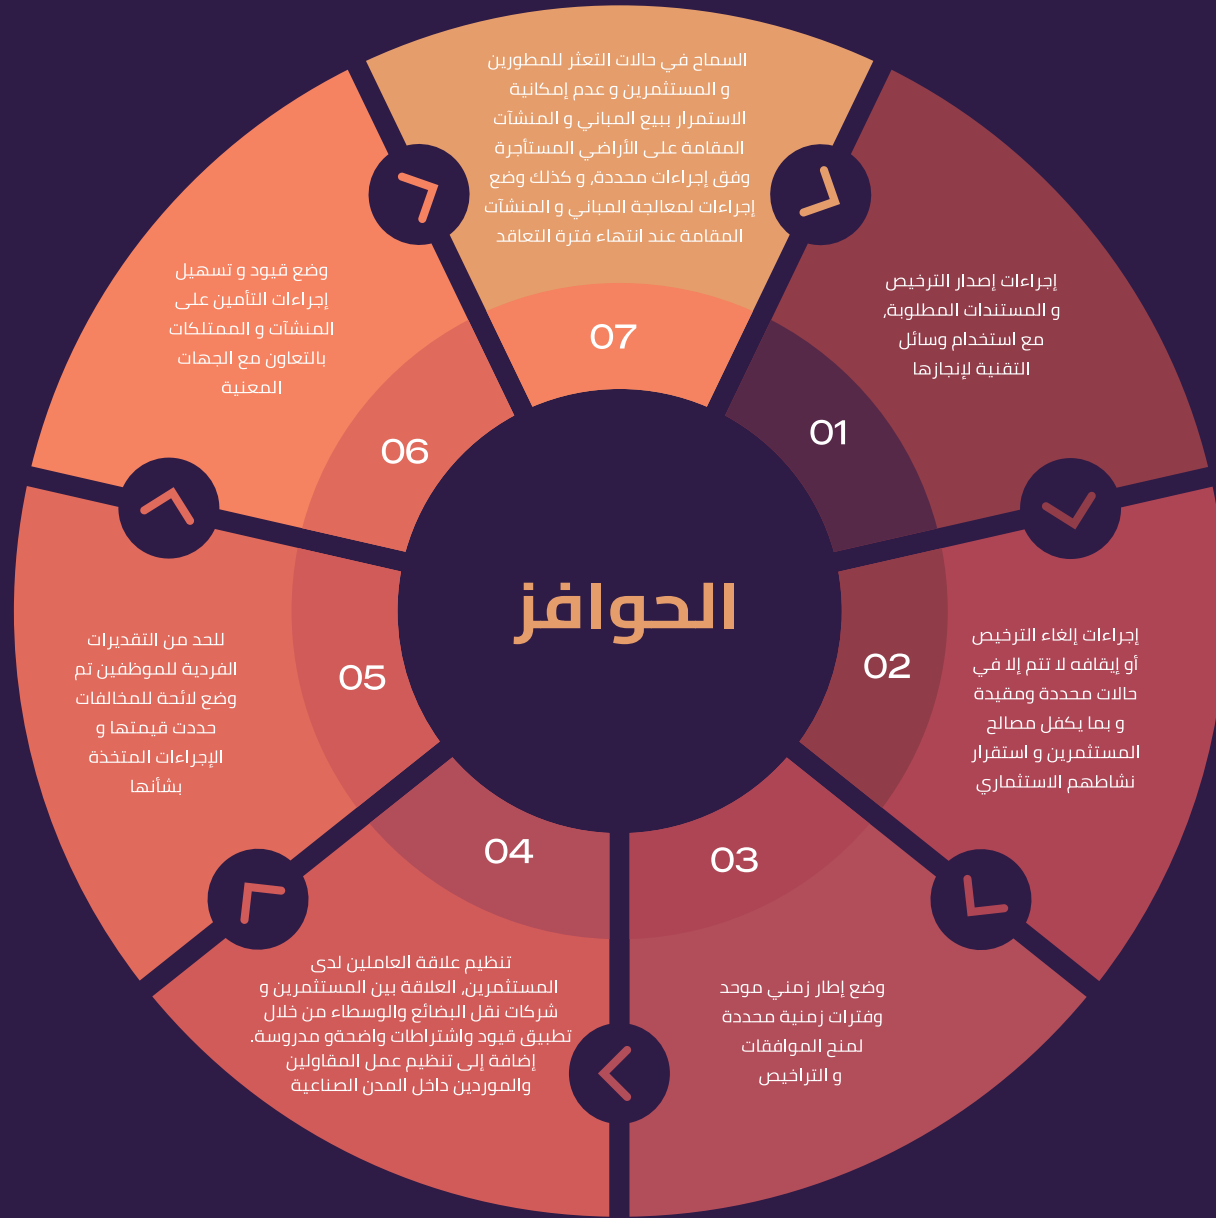 الحوافز
01
إجراءات إصدار الترخيص
و المستندات المطلوبة,
مع استخدام وسائل
التقنية لإنجازها
02
إجراءات إلغاء الترخيص
أو إيقافه لا تتم إلا في
حالات محددة ومقيدة
و بما يكفل مصالح
المستثمرين و استقرار
نشاطهم الاستثماري
03
وضع إطار زمني موحد
وفترات زمنية محددة
لمنح الموافقات
و التراخيص
04
تنظيم علاقة العاملين لدى
المستثمرين, العلاقة بين المستثمرين و
شركات نقل البضائع والوسطاء من خلال
تطبيق قيود واشتراطات واضحةو مدروسة.
إضافة إلى تنظيم عمل المقاولين
والموردين داخل المدن الصناعية
05
للحد من التقديرات
الفردية للموظفين تم
وضع لائحة للمخالفات
حددت قيمتها و
الإجراءات المتخذة
بشأنها
06
وضع قيود و تسهيل
إجراءات التأمين على
المنشآت و الممتلكات
بالتعاون مع الجهات
المعنية
07
السماح في حالات التعثر للمطورين
و المستثمرين و عدم إمكانية
الاستمرار ببيع المباني و المنشآت
المقامة على الأراضي المستأجرة
وفق إجراءات محددة, و كذلك وضع
إجراءات لمعالجة المباني و المنشآت
المقامة عند انتهاء فترة التعاقد